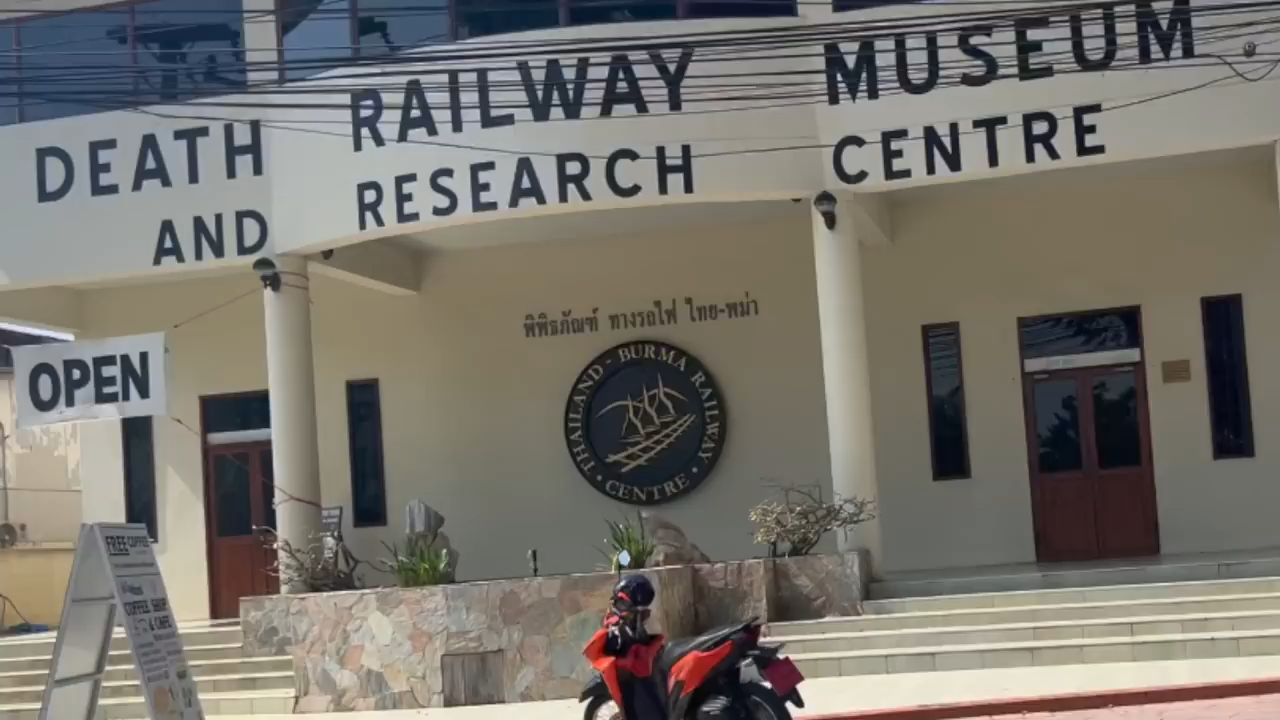 DEATH RAILWAY MUSEUM
AND RESEARCH CENTRE
พิพิธภัณฑ์ ทางรถไฟ ไทย-พม่า
THAILAND - BURMA RAILWAY
• CENTRE •
OPEN
FREE COFFEE
COFFEE SHOP
& CAFE